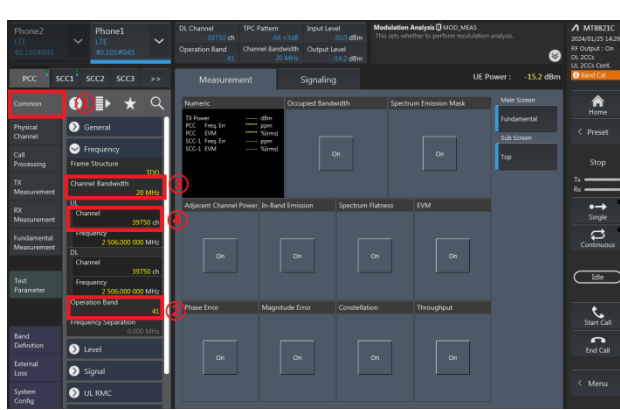 Phone2
LTE
40.10S#045
Phone1
LTE
40.10S#045
DL Channel
39750 ch
Operation Band
41
TPC Pattern
All +3dB
Channel Bandwidth
20 MHz
Input Level
30.0 dBm
Output Level
-54.2 dBm
Modulation Analysis MOD_MEAS
This sets whether to perform modulation analysis.
MT8821C
2024/01/25 14:29
RF Output : On
DL 2CCs
UL 2CCs Cont.
Band Cal
PCC
SCC1
SCC2
SCC3
>>
Measurement
Signaling
UE Power : -15.2 dBm
Common
Physical
Channel
Call
Processing
TX
Measurement
RX
Measurement
Fundamental
Measurement
Test
Parameter
Band
Definition
External
Loss
System
Config
①
General
Frequency
Frame Structure
TDD
Channel Bandwidth
20 MHz
③
UL
Channel
39750 ch
④
Frequency
2 506.000 000 MHz
DL
Channel
39750 ch
Frequency
2 506.000 000 MHz
Operation Band
41
②
Frequency Separation
0.000 MHz
Level
Signal
UL RMC
Numeric
TX Power ----- dBm
PCC Freq. Err ***** ppm
PCC EVM ***** %(rms)
SCC-1 Freq. Err ----- ppm
SCC-1 EVM ----- %(rms)
Occupied Bandwidth
On
Spectrum Emission Mask
On
Adjacent Channel Power
On
In-Band Emission
On
Spectrum Flatness
On
EVM
On
Phase Error
On
Magnitude Error
On
Constellation
On
Throughput
On
Main Screen
Fundamental
Sub Screen
Top
Home
< Preset
Stop
Tx
Rx
Single
Continuous
Idle
Start Call
End Call
< Menu